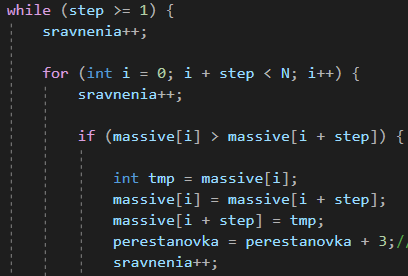 while (step >= 1) {
sravnenia++;
for (int i = 0; i + step < N; i++) {
sravnenia++;
if (massive[i] > massive[i + step]) {
int tmp = massive[i];
massive[i] = massive[i + step];
massive[i + step] = tmp;
perestanovka = perestanovka + 3;//
sravnenia++;